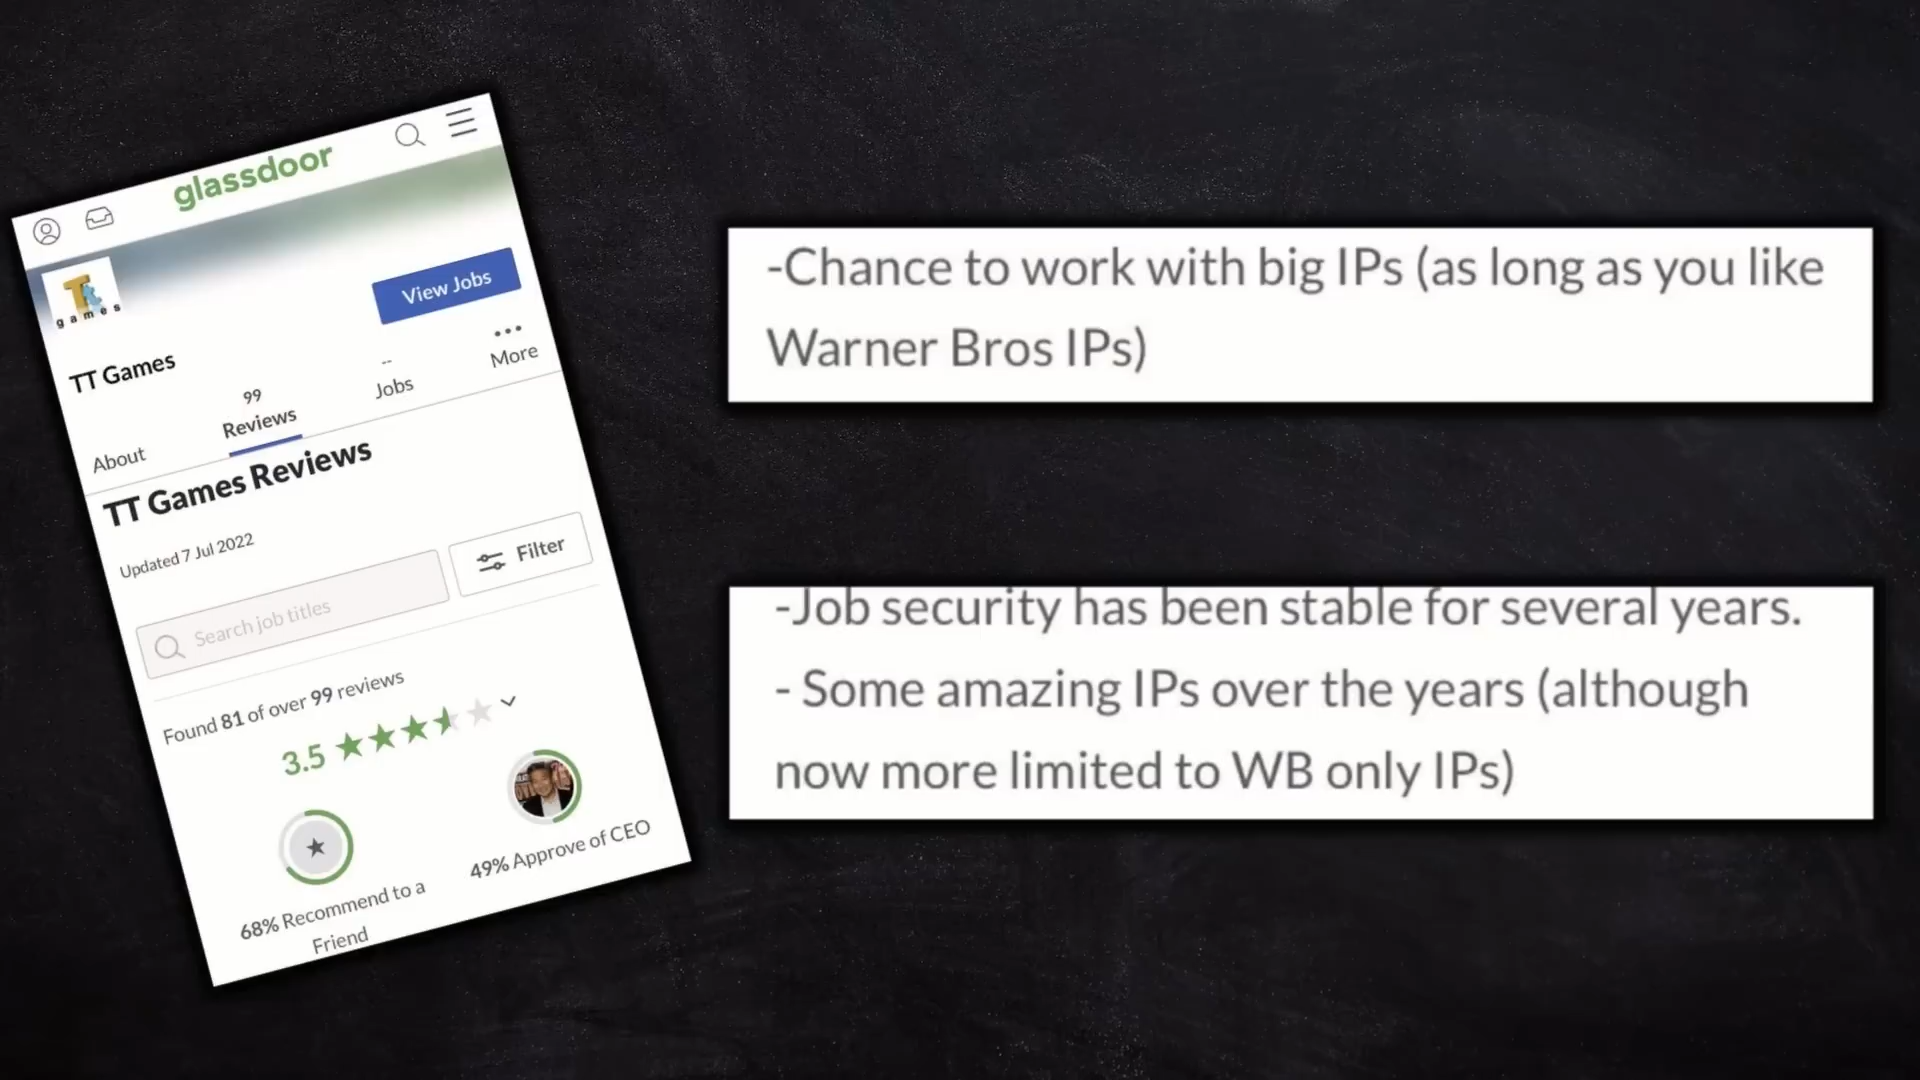 glassdoor
T games
View Jobs
TT Games
About
99
Reviews
--
Jobs
More
TT Games Reviews
Updated 7 Jul 2022
Search job titles
Filter
Found 81 of over 99 reviews
3.5
68% Recommend to a
Friend
49% Approve of CEO
-Chance to work with big IPs (as long as you like
Warner Bros IPs)
-Job security has been stable for several years.
- Some amazing IPs over the years (although
now more limited to WB only IPs)